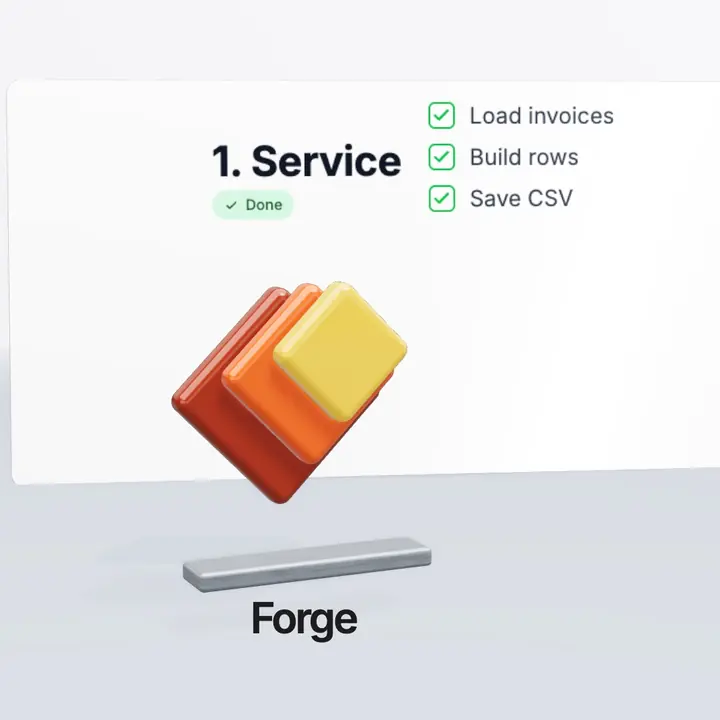 1. Service
Done
Load invoices
Build rows
Save CSV
Forge